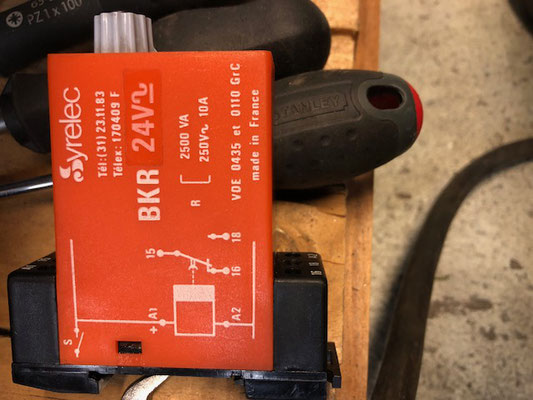 Syrelec
Tél:(31) 23.11.83
Télex: 170409 F
BKR 24V
R
2500 VA
250V~ 10A
VDE 0435 et 0110 GrC
made in France
15
18
16
S
+ A1
A2
STANLEY
PZ 1 x 100